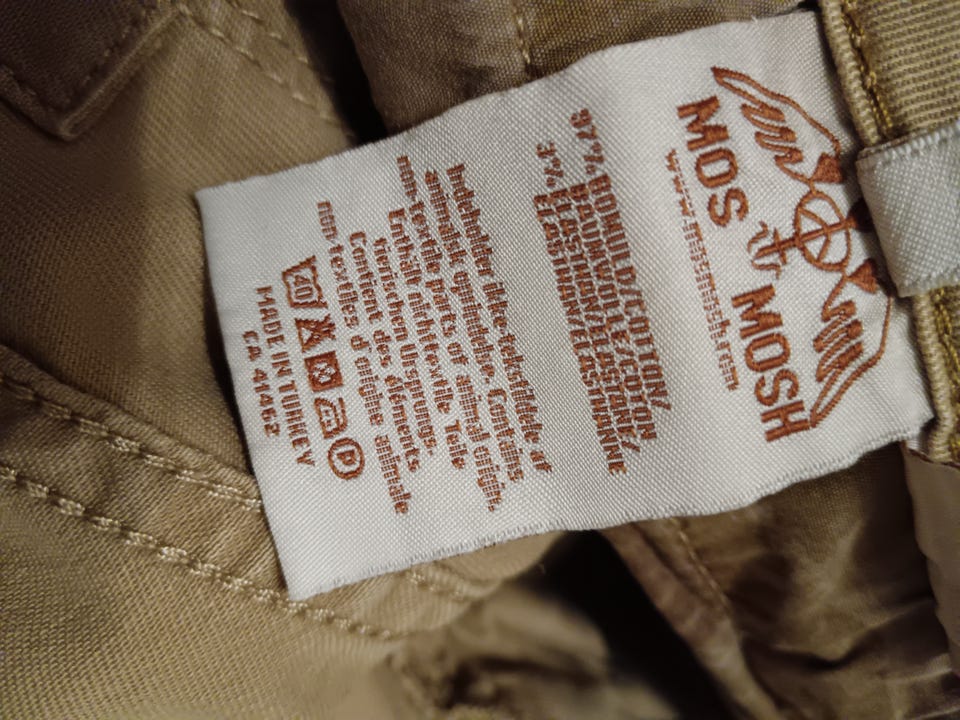 MOS MOSH
97% BOMULD/COTTON/
BAUMWOLLE/COTON
3% ELASTHAN/ELASTANE/
ELASTHAN/ELASTHANNE
Indeholder ikke-tekstildele af
animalsk oprindelse. Contains
non-textile parts of animal origin.
Enthält nichttextile Teile
tierischen Ursprungs.
Contient des éléments
non-textiles d'origine animale
40 P
MADE IN TURKEY
CA 41462